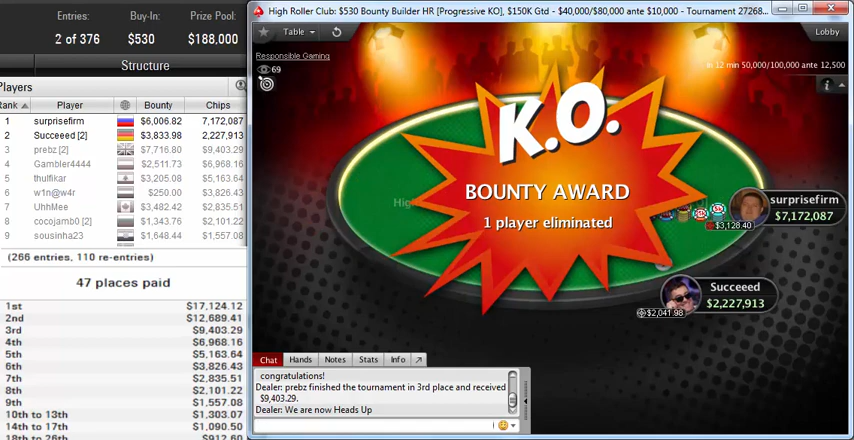 Entries:
Buy-In:
Prize Pool:
2 of 376
$530
$188,000
Structure
Players
Rank
Player
Bounty
Chips
1 surprisefirm $6,006.82 7,172,087
2 Succeeed [2] $3,833.98 2,227,913
3 prebz [2] $7,716.80 $9,403.29
4 Gambler4444 $2,511.73 $6,968.16
5 thulfikar $3,205.08 $5,163.64
6 w1n@w4r $250.00 $3,826.43
7 UhhMee $3,482.42 $2,835.51
8 cocojamb0 [2] $1,343.76 $2,101.22
9 sousinha23 $1,648.44 $1,557.08
(266 entries, 110 re-entries)
47 places paid
1st $17,124.12
2nd $12,689.41
3rd $9,403.29
4th $6,968.16
5th $5,163.64
6th $3,826.43
7th $2,835.51
8th $2,101.22
9th $1,557.08
10th to 13th $1,303.07
14th to 17th $1,090.50
18th to 26th $912.60
High Roller Club: $530 Bounty Builder HR [Progressive KO], $150K Gtd - $40,000/$80,000 ante $10,000 - Tournament 27268...
Table
Lobby
Responsible Gaming
69
In 12 min 50,000/100,000 ante 12,500
K.O.
BOUNTY AWARD
1 player eliminated
surprisefirm
$7,172,087
$3,128.40
Succeeed
$2,227,913
$2,041.98
Chat Hands Notes Stats Info
congratulations!
Dealer: prebz finished the tournament in 3rd place and received
$9,403.29.
Dealer: We are now Heads Up